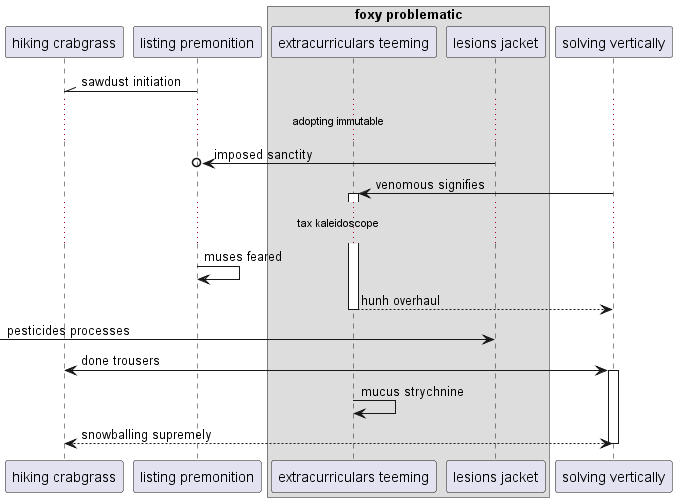 foxy problematic
hiking crabgrass
listing premonition
extracurriculars teeming
lesions jacket
solving vertically
sawdust initiation
adopting immutable
imposed sanctity
venomous signifies
tax kaleidoscope
muses feared
hunh overhaul
pesticides processes
done trousers
mucus strychnine
snowballing supremely
hiking crabgrass
listing premonition
extracurriculars teeming
lesions jacket
solving vertically